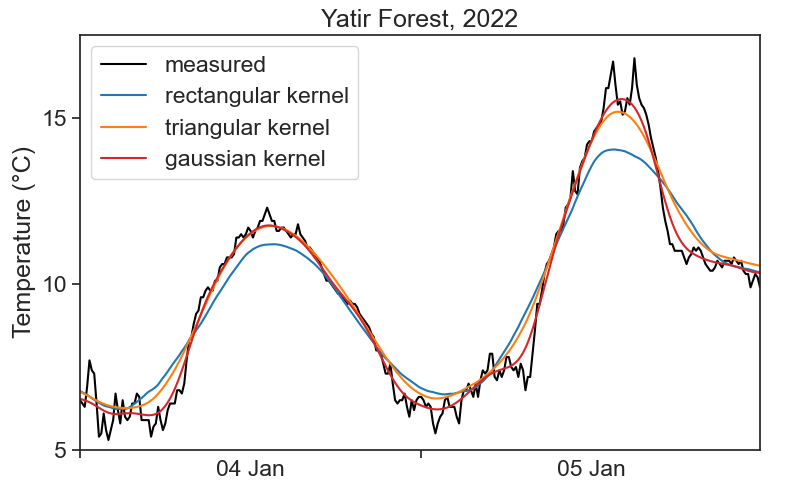 Yatir Forest, 2022
measured
rectangular kernel
triangular kernel
gaussian kernel
Temperature (°C)
15
10
5
04 Jan
05 Jan